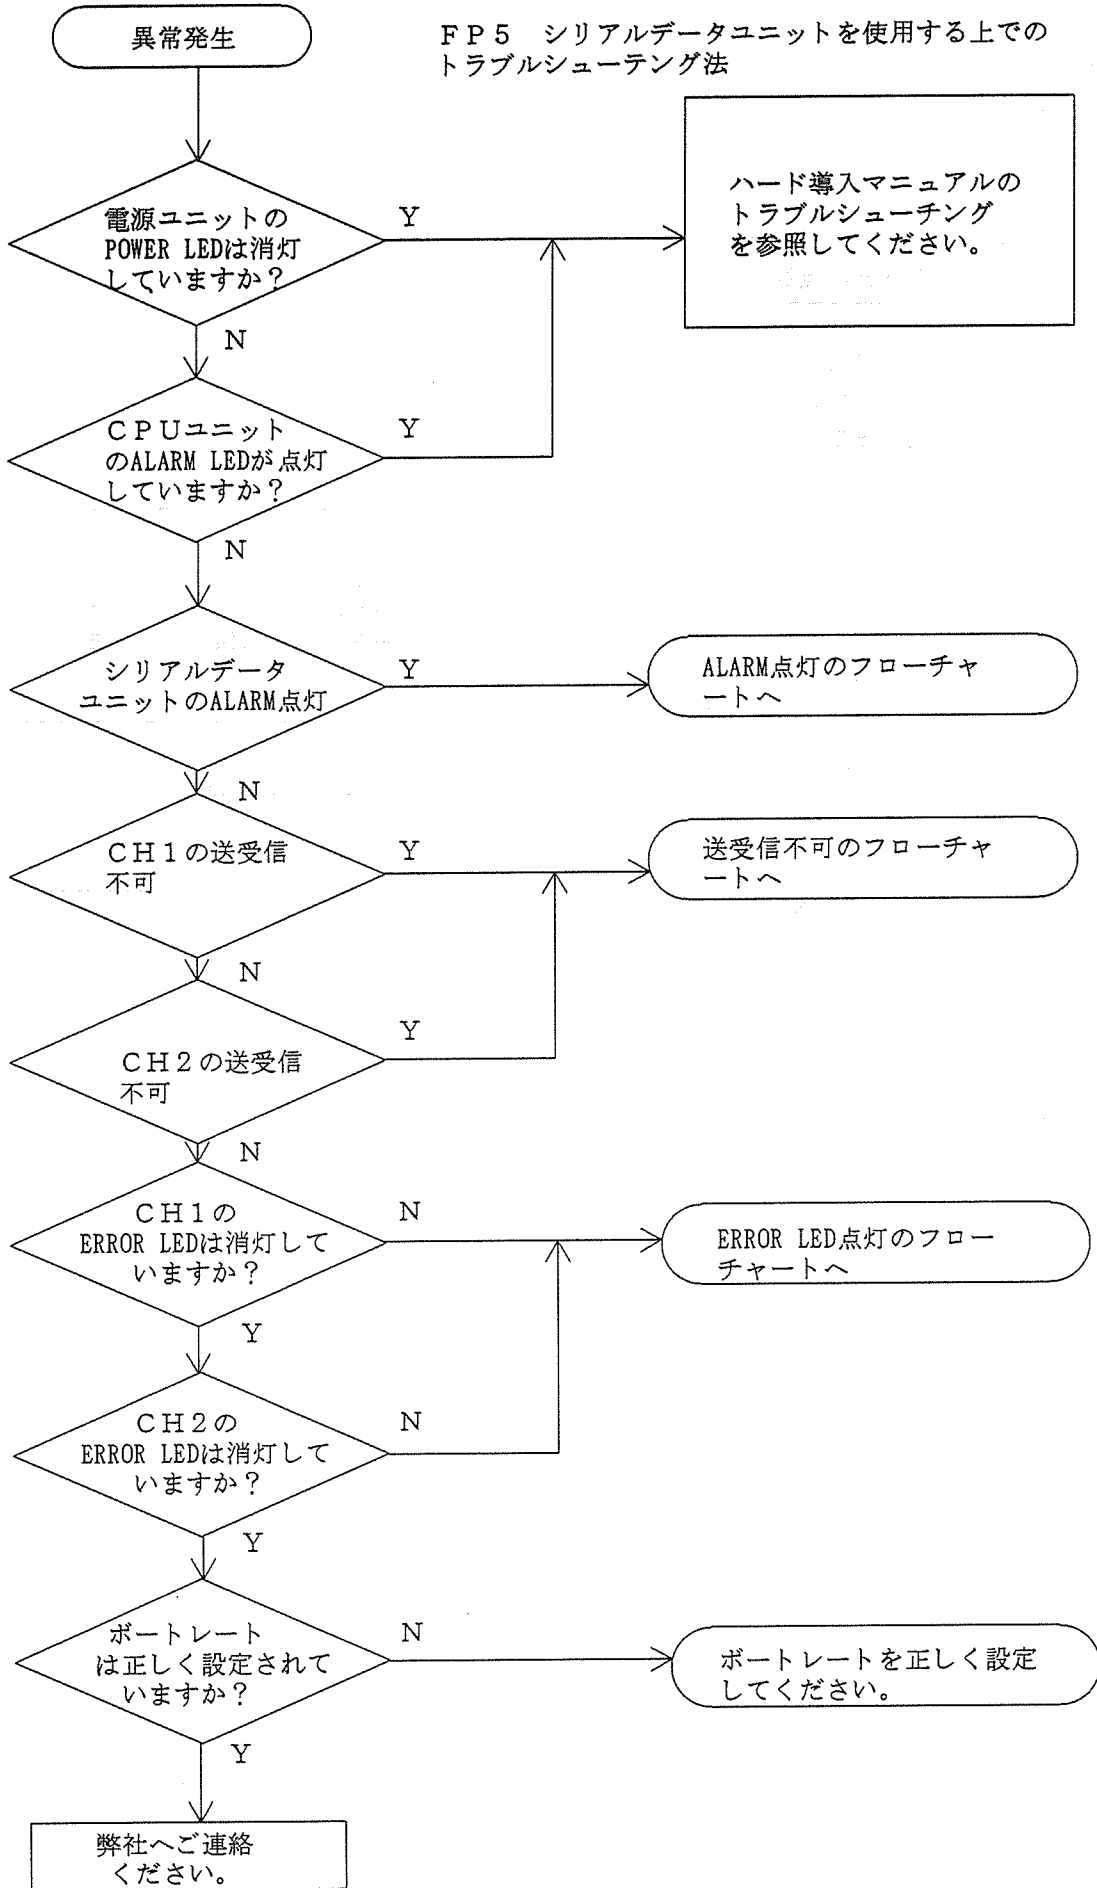 異常発生
FP5 シリアルデータユニットを使用する上での
トラブルシューテング法
電源ユニットの
POWER LEDは消灯
していますか?
Y
ハード導入マニュアルの
トラブルシューチング
を参照してください。
N
CPUユニット
のALARM LEDが点灯
していますか?
Y
N
シリアルデータ
ユニットのALARM点灯
Y
ALARM点灯のフローチャ
ートへ
N
CH1の送受信
不可
Y
送受信不可のフローチャ
ートへ
N
CH2の送受信
不可
Y
N
CH1の
ERROR LEDは消灯して
いますか?
N
ERROR LED点灯のフロー
チャートへ
Y
CH2の
ERROR LEDは消灯して
いますか?
N
Y
ボートレート
は正しく設定されて
いますか?
N
ボートレートを正しく設定
してください。
Y
弊社へご連絡
ください。